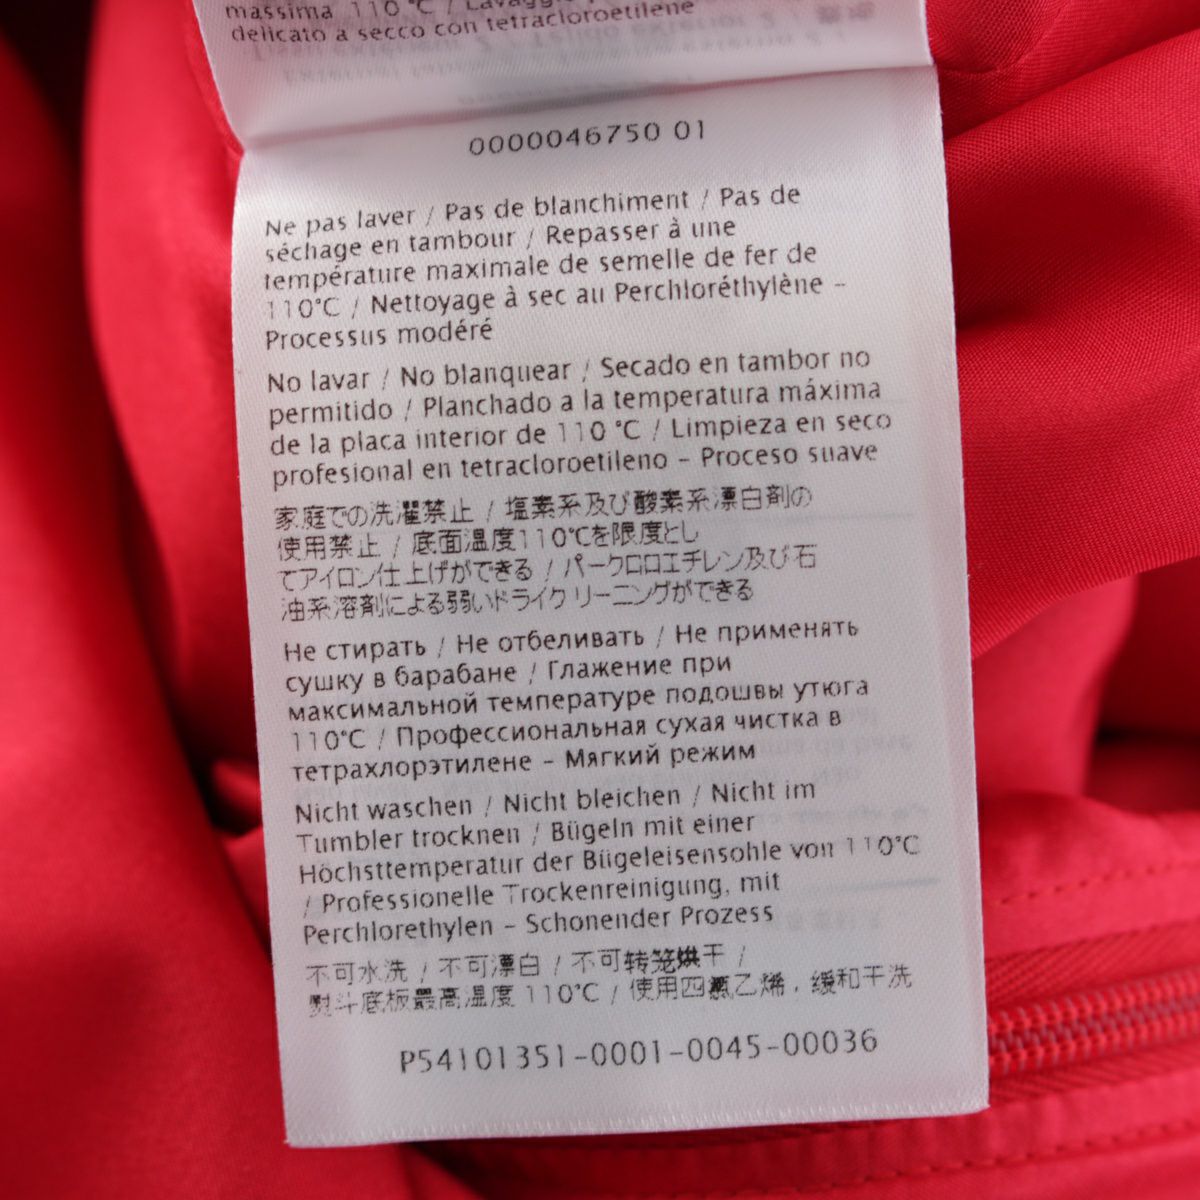 massima 110 °C / Lavaggio
delicato a secco con tetracloroetilene
0000046750 01
Ne pas laver / Pas de blanchiment / Pas de
séchage en tambour / Repasser à une
température maximale de semelle de fer de
110°C / Nettoyage à sec au Perchloréthylène –
Processus modéré
No lavar / No blanquear / Secado en tambor no
permitido / Planchado a la temperatura máxima
de la placa interior de 110 °C / Limpieza en seco
profesional en tetracloroetileno – Proceso suave
家庭での洗濯禁止 / 塩素系及び酸素系漂白剤の
使用禁止 / 底面温度110℃を限度とし
てアイロン仕上げができる / パークロロエチレン及び石
油系溶剤による弱いドライクリーニングができる
Не стирать / Не отбеливать / Не применять
сушку в барабане / Глажение при
максимальной температуре подошвы утюга
110°C / Профессиональная сухая чистка в
тетрахлорэтилене – Мягкий режим
Nicht waschen / Nicht bleichen / Nicht im
Tumbler trocknen / Bügeln mit einer
Höchsttemperatur der Bügeleisensohle von 110°C
/ Professionelle Trockenreinigung, mit
Perchlorethylen – Schonender Prozess
不可水洗 / 不可漂白 / 不可转笼烘干 /
熨斗底板最高温度 110℃ / 使用四氯乙烯，缓和干洗
P54101351-0001-0045-00036